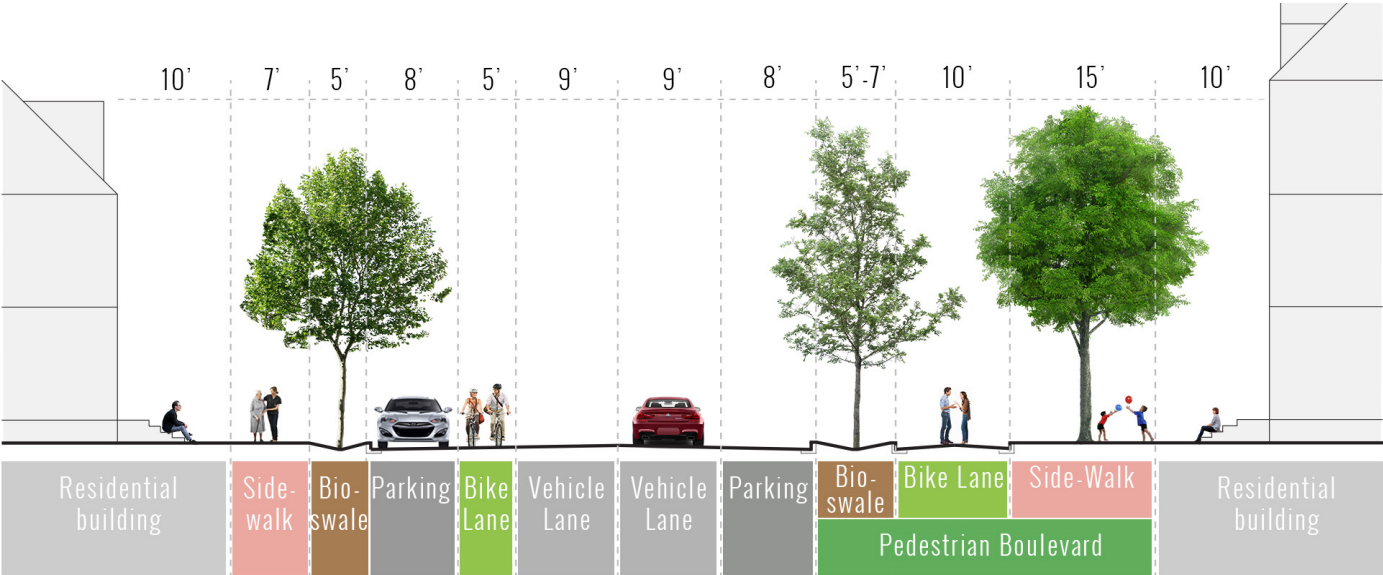 10’ 7’ 5’ 8’ 5’ 9’ 9’ 8’ 5’-7’ 10’ 15’ 10’
Residential
building
Side-
walk
Bio-
swale
Parking
Bike
Lane
Vehicle
Lane
Vehicle
Lane
Parking
Bio-
swale
Bike Lane
Side-Walk
Pedestrian Boulevard
Residential
building